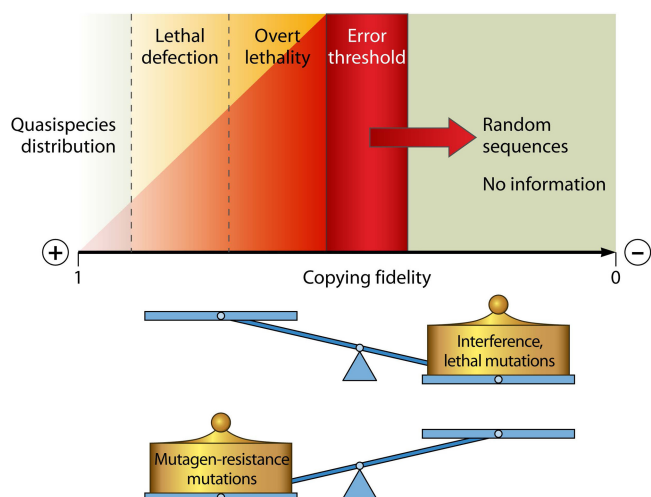 Lethal
defection
Overt
lethality
Error
threshold
Quasispecies
distribution
Random
sequences
No information
+
−
1
Copying fidelity
0
Interference,
lethal mutations
Mutagen-resistance
mutations